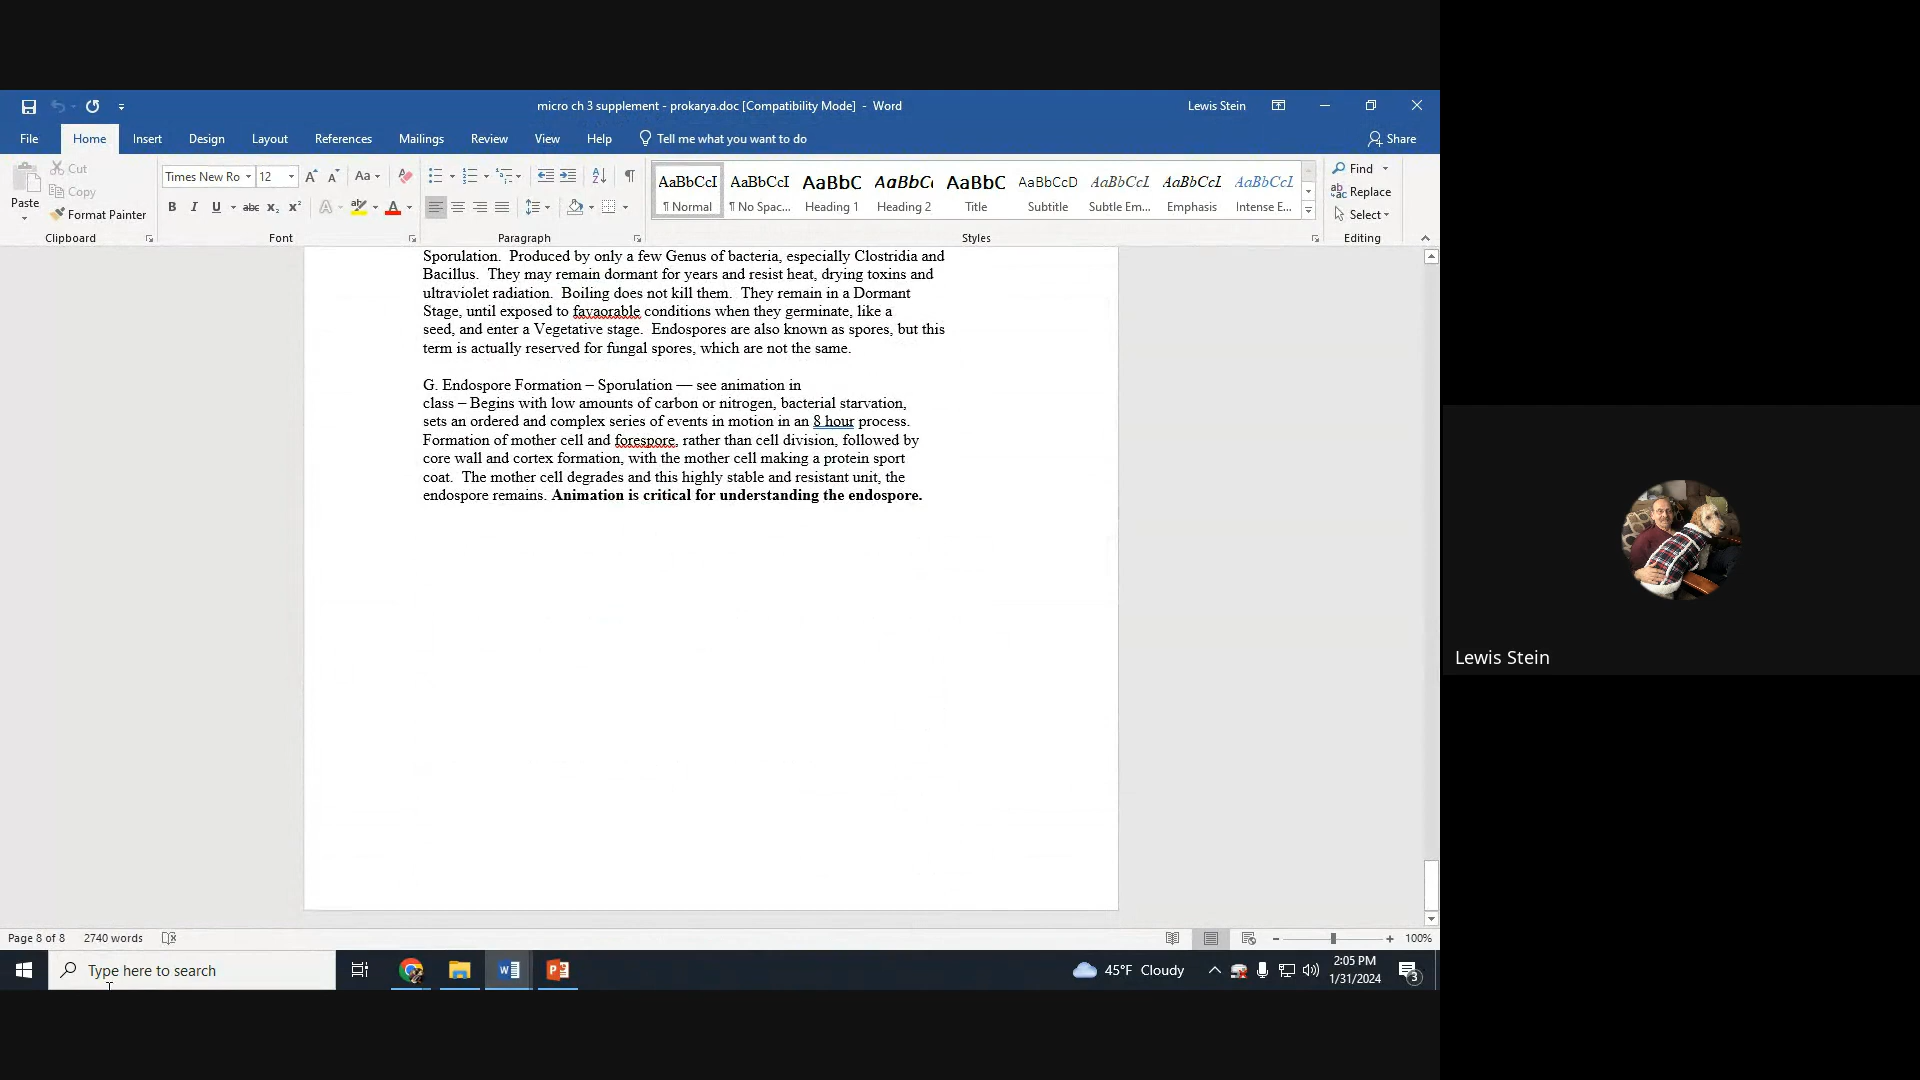 micro ch 3 supplement - prokarya.doc [Compatibility Mode] - Word
Lewis Stein
File Home Insert Design Layout References Mailings Review View Help Tell me what you want to do Share
Paste
Cut
Copy
Format Painter
Clipboard
Times New Ro 12
Font
Paragraph
AaBbCcI AaBbCcI AaBbC AaBbC AaBbC AaBbCcD AaBbCcL AaBbCcL AaBbCcL
¶ Normal ¶ No Spac... Heading 1 Heading 2 Title Subtitle Subtle Em... Emphasis Intense E...
Styles
Find
Replace
Select
Editing
Sporulation. Produced by only a few Genus of bacteria, especially Clostridia and
Bacillus. They may remain dormant for years and resist heat, drying toxins and
ultraviolet radiation. Boiling does not kill them. They remain in a Dormant
Stage, until exposed to favaorable conditions when they germinate, like a
seed, and enter a Vegetative stage. Endospores are also known as spores, but this
term is actually reserved for fungal spores, which are not the same.
G. Endospore Formation – Sporulation — see animation in
class – Begins with low amounts of carbon or nitrogen, bacterial starvation,
sets an ordered and complex series of events in motion in an 8 hour process.
Formation of mother cell and forespore, rather than cell division, followed by
core wall and cortex formation, with the mother cell making a protein sport
coat. The mother cell degrades and this highly stable and resistant unit, the
endospore remains. Animation is critical for understanding the endospore.
Page 8 of 8 2740 words
100%
Type here to search
45°F Cloudy
2:05 PM
1/31/2024
3
Lewis Stein